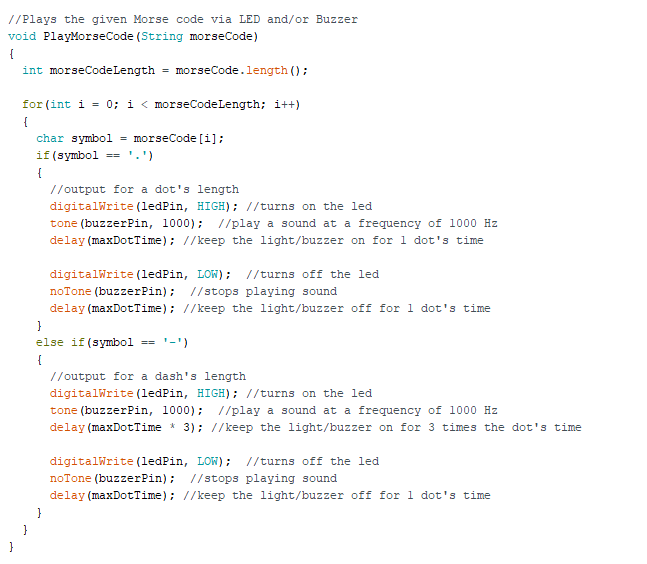 //Plays the given Morse code via LED and/or Buzzer
void PlayMorseCode(String morseCode)
{
  int morseCodeLength = morseCode.length();

  for(int i = 0; i < morseCodeLength; i++)
  {
    char symbol = morseCode[i];
    if(symbol == '.')
    {
      //output for a dot's length
      digitalWrite(ledPin, HIGH); //turns on the led
      tone(buzzerPin, 1000);  //play a sound at a frequency of 1000 Hz
      delay(maxDotTime); //keep the light/buzzer on for 1 dot's time

      digitalWrite(ledPin, LOW);  //turns off the led
      noTone(buzzerPin);  //stops playing sound
      delay(maxDotTime); //keep the light/buzzer off for 1 dot's time
    }
    else if(symbol == '-')
    {
      //output for a dash's length
      digitalWrite(ledPin, HIGH); //turns on the led
      tone(buzzerPin, 1000);  //play a sound at a frequency of 1000 Hz
      delay(maxDotTime * 3); //keep the light/buzzer on for 3 times the dot's time

      digitalWrite(ledPin, LOW);  //turns off the led
      noTone(buzzerPin);  //stops playing sound
      delay(maxDotTime); //keep the light/buzzer off for 1 dot's time
    }
  }
}